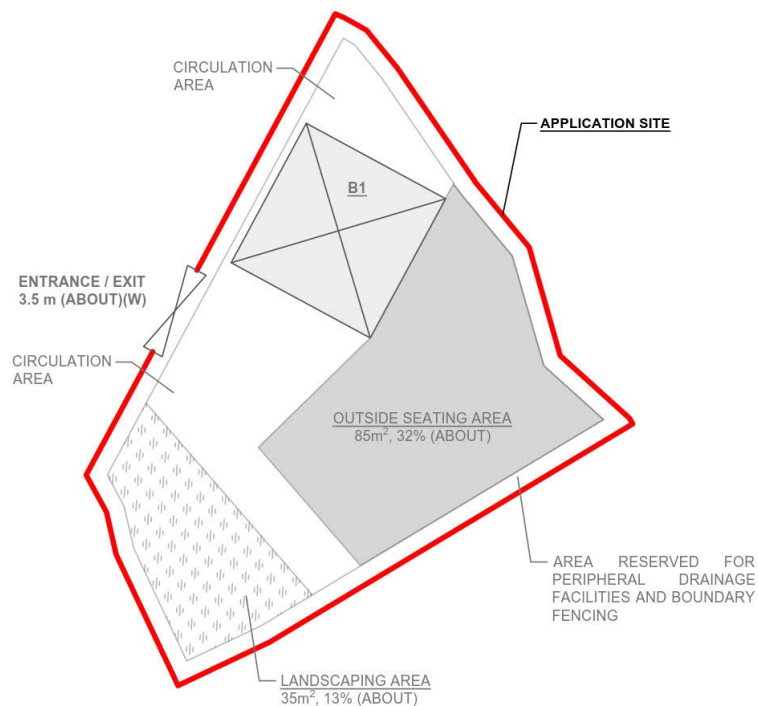 CIRCULATION
AREA
APPLICATION SITE
B1
ENTRANCE / EXIT
3.5 m (ABOUT)(W)
CIRCULATION
AREA
OUTSIDE SEATING AREA
85m², 32% (ABOUT)
AREA RESERVED FOR
PERIPHERAL DRAINAGE
FACILITIES AND BOUNDARY
FENCING
LANDSCAPING AREA
35m², 13% (ABOUT)